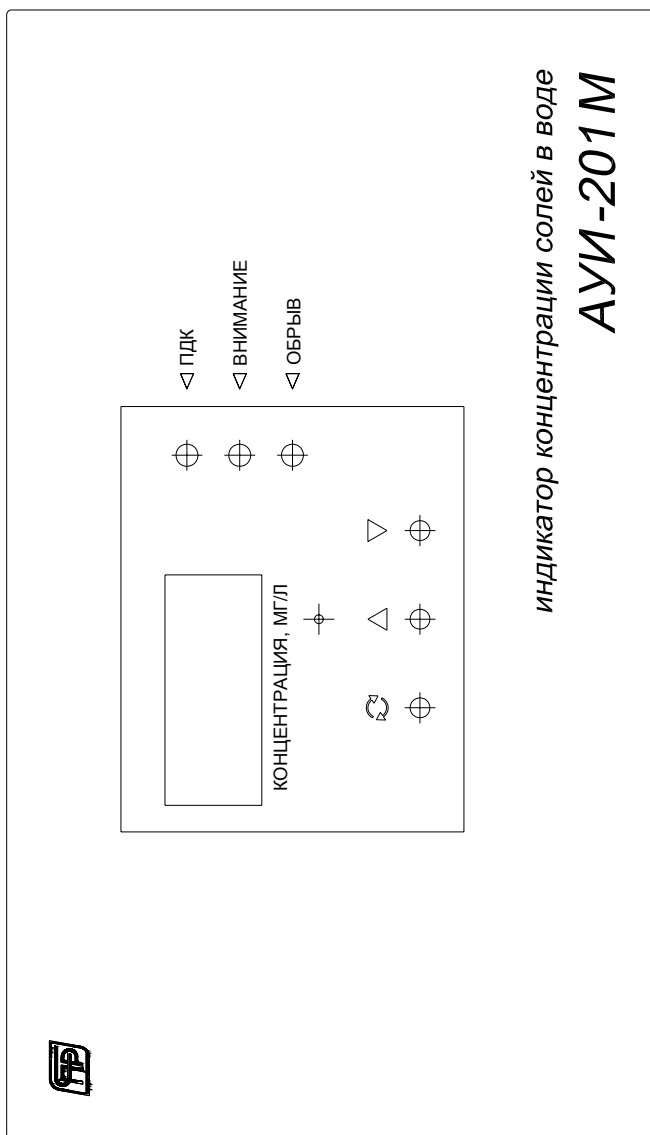 ◁ ПДК
◁ ВНИМАНИЕ
◁ ОБРЫВ
КОНЦЕНТРАЦИЯ, МГ/Л
индикатор концентрации солей в воде
АУИ-201М